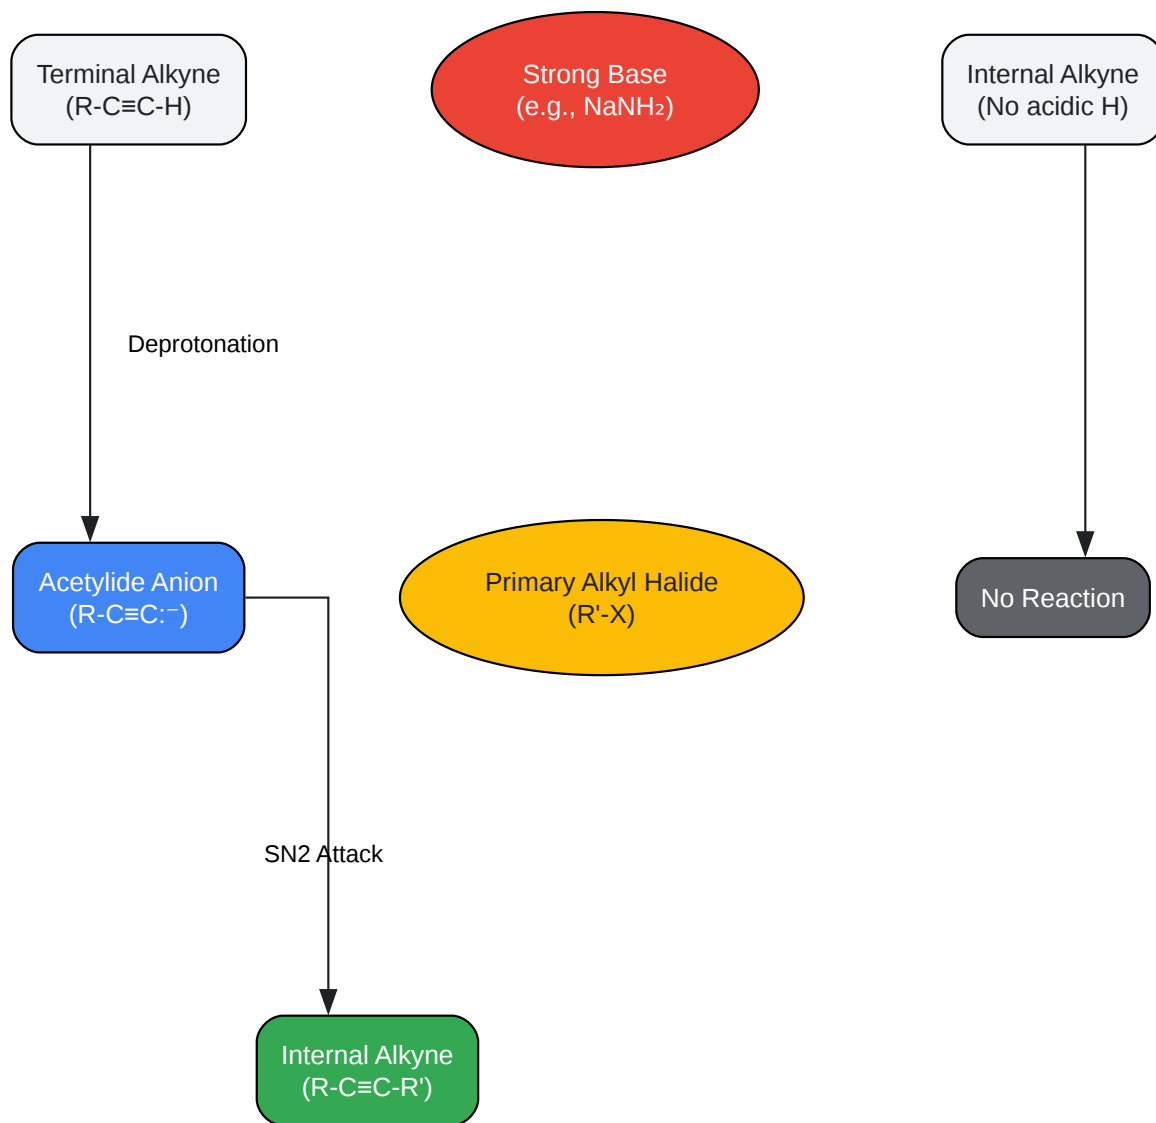 Terminal Alkyne
(R-C≡C-H)
Strong Base
(e.g., NaNH₂)
Internal Alkyne
(No acidic H)
Deprotonation
Acetylide Anion
(R-C≡C:⁻)
Primary Alkyl Halide
(R'-X)
No Reaction
SN2 Attack
Internal Alkyne
(R-C≡C-R')